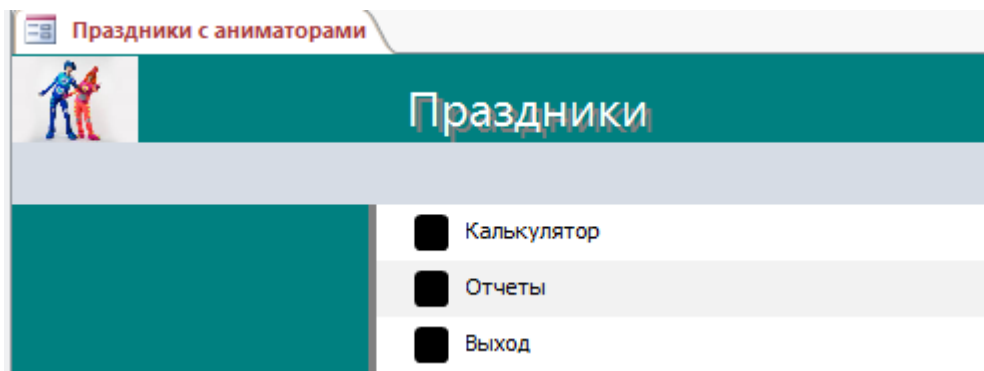 Праздники с аниматорами
Праздники
Калькулятор
Отчеты
Выход